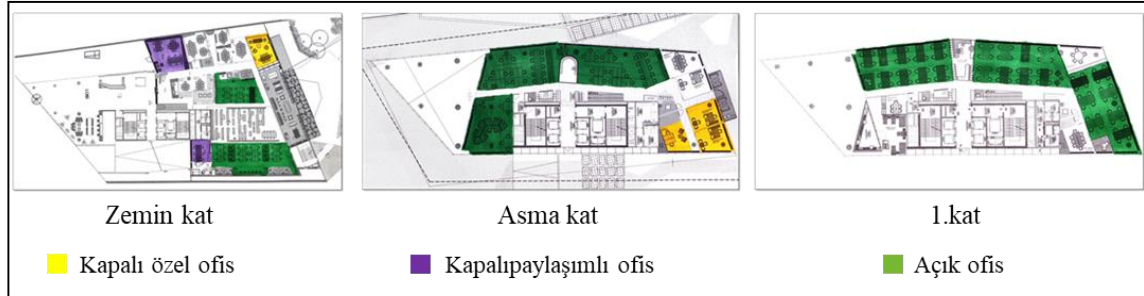 Zemin kat
Asma kat
1.kat
Kapalı özel ofis
Kapalıpaylaşımlı ofis
Açık ofis